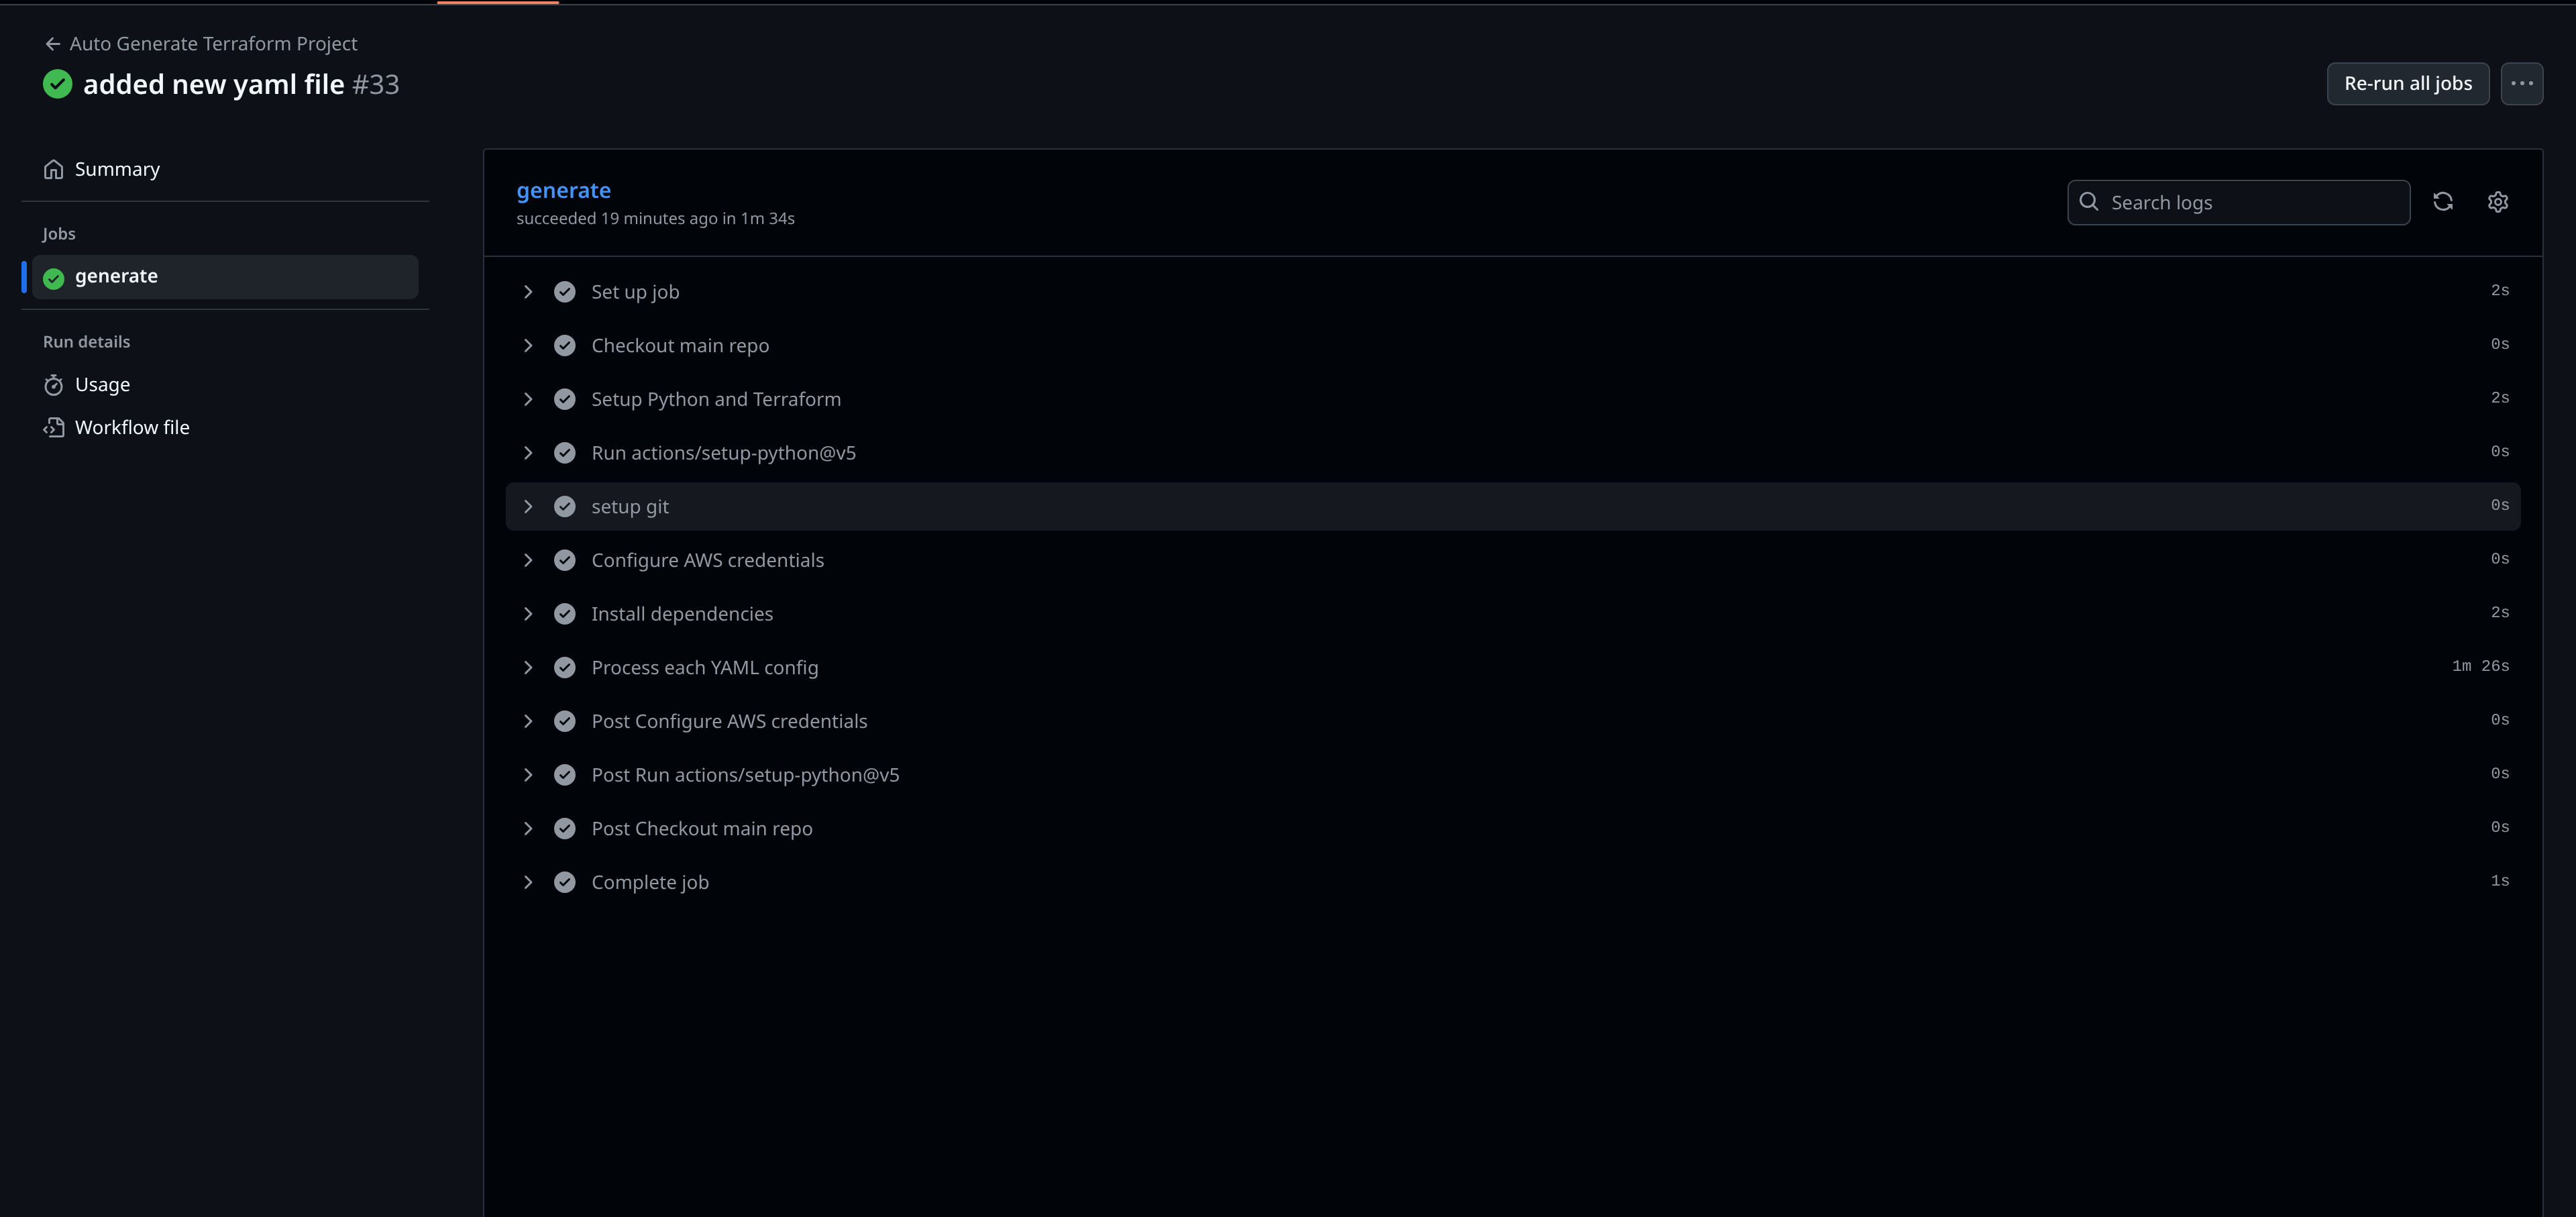 Auto Generate Terraform Project
added new yaml file #33
Re-run all jobs
Summary
Jobs
generate
Run details
Usage
Workflow file
generate
succeeded 19 minutes ago in 1m 34s
Search logs
Set up job 2s
Checkout main repo 0s
Setup Python and Terraform 2s
Run actions/setup-python@v5 0s
setup git 0s
Configure AWS credentials 0s
Install dependencies 2s
Process each YAML config 1m 26s
Post Configure AWS credentials 0s
Post Run actions/setup-python@v5 0s
Post Checkout main repo 0s
Complete job 1s